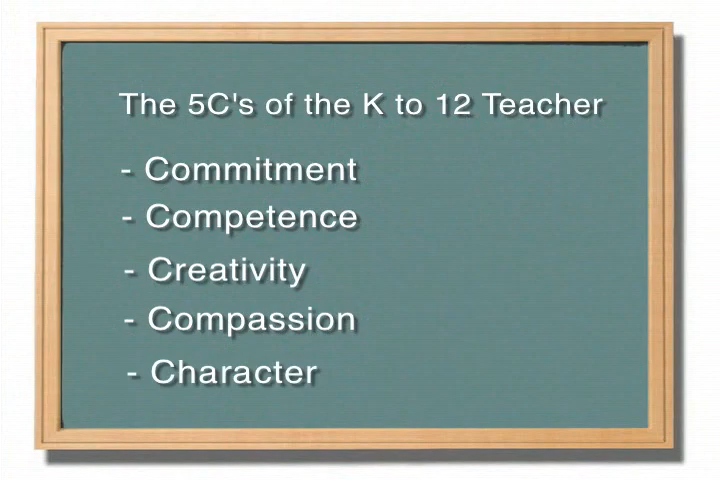 The 5C's of the K to 12 Teacher
- Commitment
- Competence
- Creativity
- Compassion
- Character